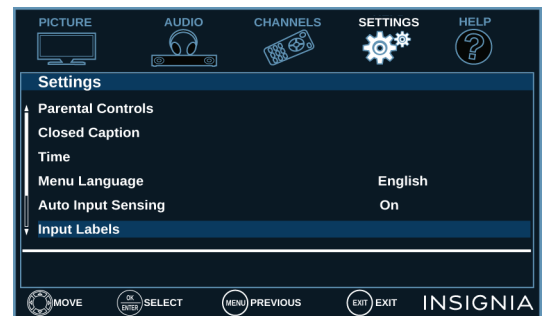 PICTURE AUDIO CHANNELS SETTINGS HELP
Settings
Parental Controls
Closed Caption
Time
Menu Language English
Auto Input Sensing On
Input Labels
MOVE OK ENTER SELECT MENU PREVIOUS EXIT EXIT INSIGNIA